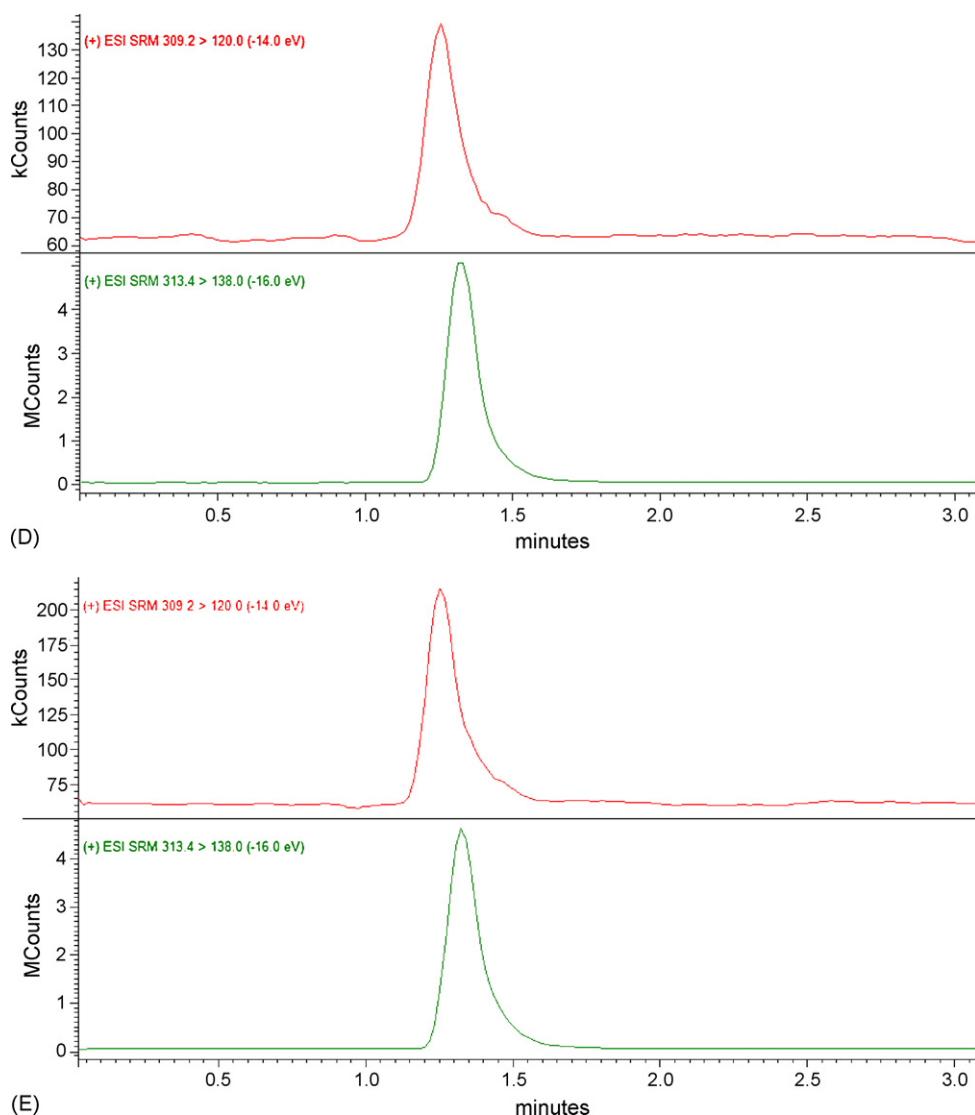 (+) ESI SRM 309.2 > 120.0 (-14.0 eV)
130
120
110
100
90
80
70
60
kCounts
(+) ESI SRM 313.4 > 138.0 (-16.0 eV)
4
3
2
1
0
MCounts
0.5 1.0 1.5 2.0 2.5 3.0
(D)
minutes
(+) ESI SRM 309.2 > 120.0 (-14.0 eV)
200
175
150
125
100
75
kCounts
(+) ESI SRM 313.4 > 138.0 (-16.0 eV)
4
3
2
1
0
MCounts
0.5 1.0 1.5 2.0 2.5 3.0
(E)
minutes